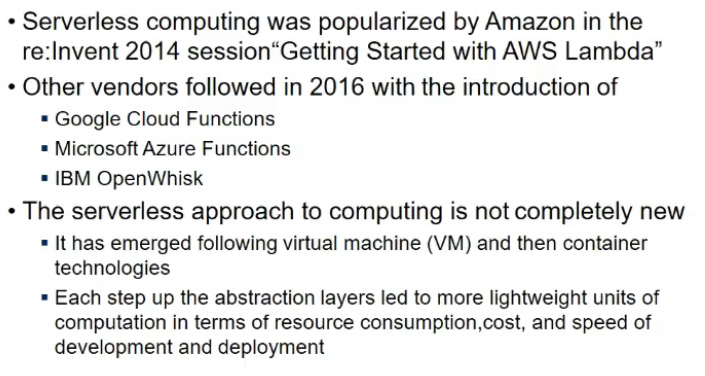 • Serverless computing was popularized by Amazon in the
re:Invent 2014 session“Getting Started with AWS Lambda”
• Other vendors followed in 2016 with the introduction of
▪ Google Cloud Functions
▪ Microsoft Azure Functions
▪ IBM OpenWhisk
• The serverless approach to computing is not completely new
▪ It has emerged following virtual machine (VM) and then container
technologies
▪ Each step up the abstraction layers led to more lightweight units of
computation in terms of resource consumption,cost, and speed of
development and deployment